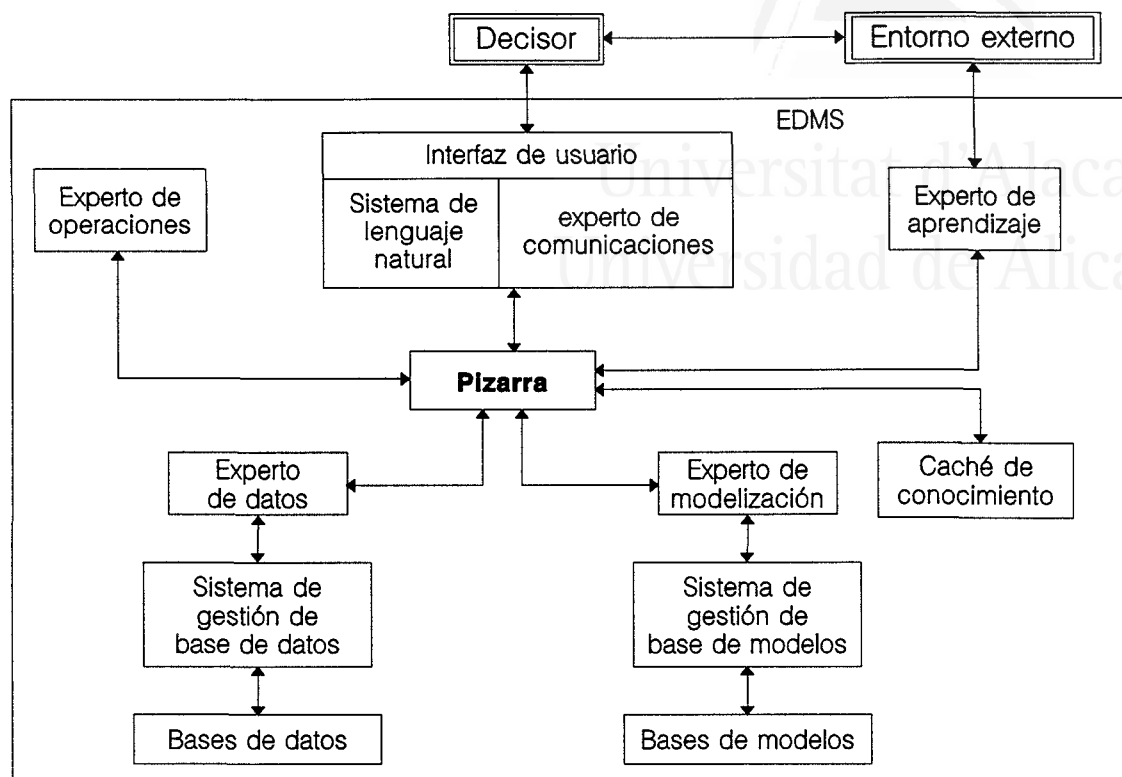 Decisor
Entorno externo
EDMS
Interfaz de usuario
Sistema de
lenguaje
natural
experto de
comunicaciones
Experto de
operaciones
Experto de
aprendizaje
Universitat d'Alaca
Universidad de Alica
Pizarra
Experto
de datos
Experto de
modelización
Caché de
conocimiento
Sistema de
gestión de
base de datos
Sistema de
gestión de
base de modelos
Bases de datos
Bases de modelos